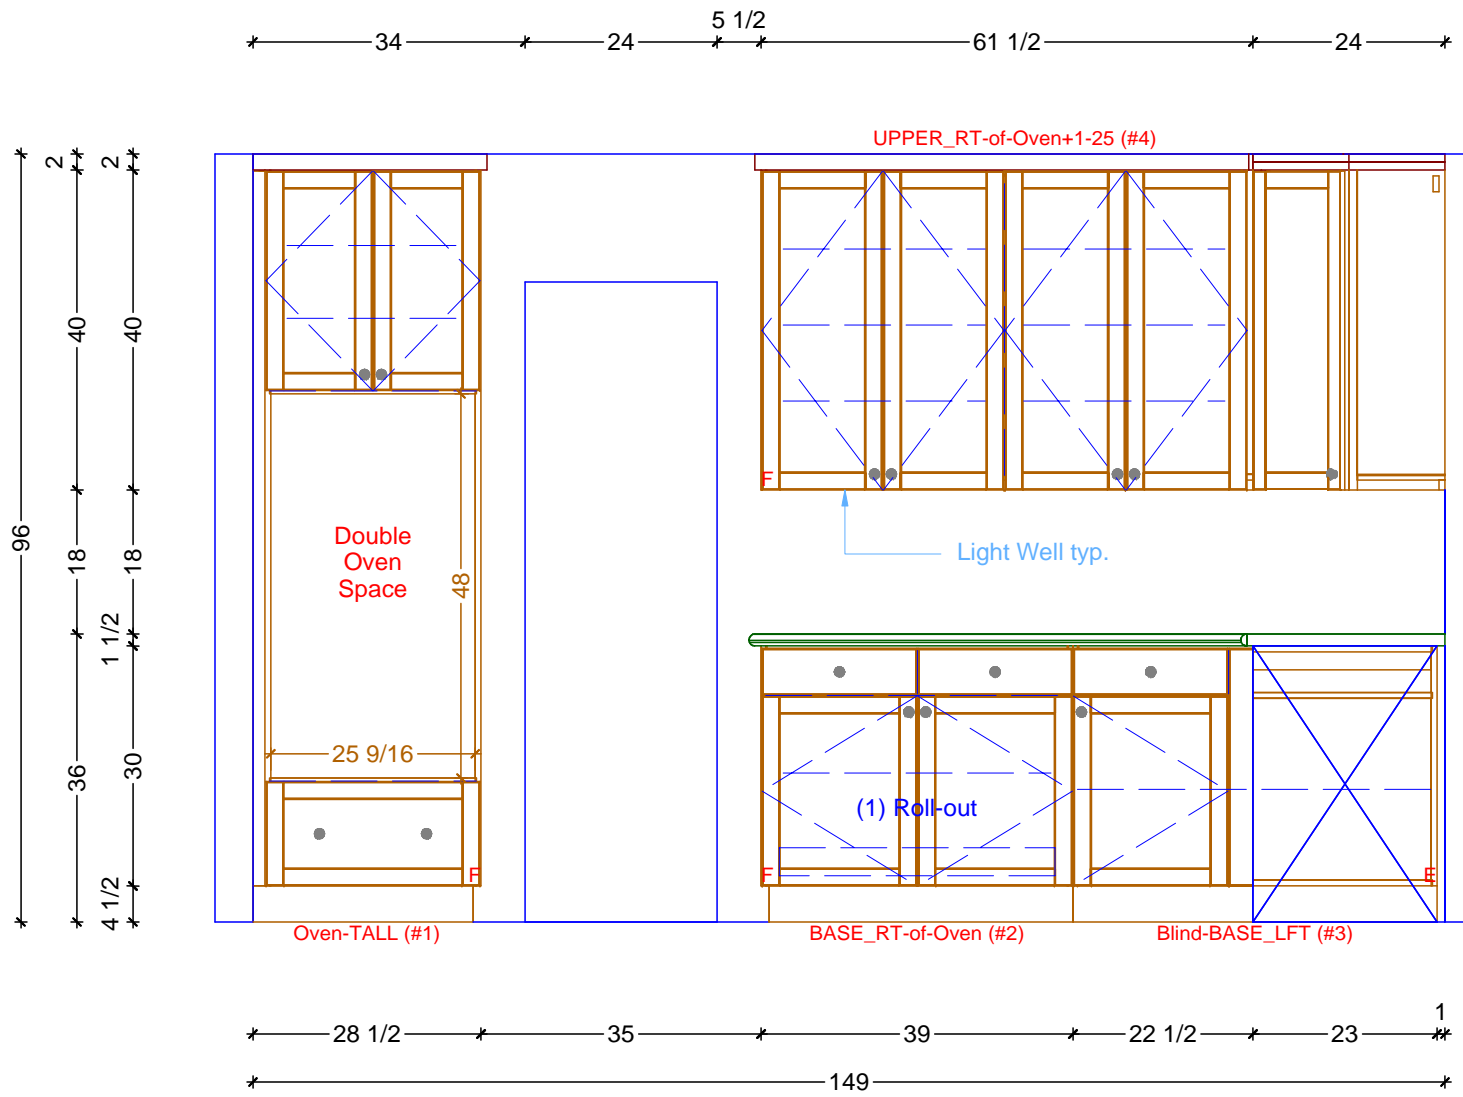 5 1/2
34
24
61 1/2
24
UPPER_RT-of-Oven+1-25 (#4)
2
2
40
40
96
18
18
1 1/2
36
30
4 1/2
F
Double
Oven
Space
48
Light Well typ.
25 9/16
(1) Roll-out
F
F
E
Oven-TALL (#1)
BASE_RT-of-Oven (#2)
Blind-BASE_LFT (#3)
1
28 1/2
35
39
22 1/2
23
149